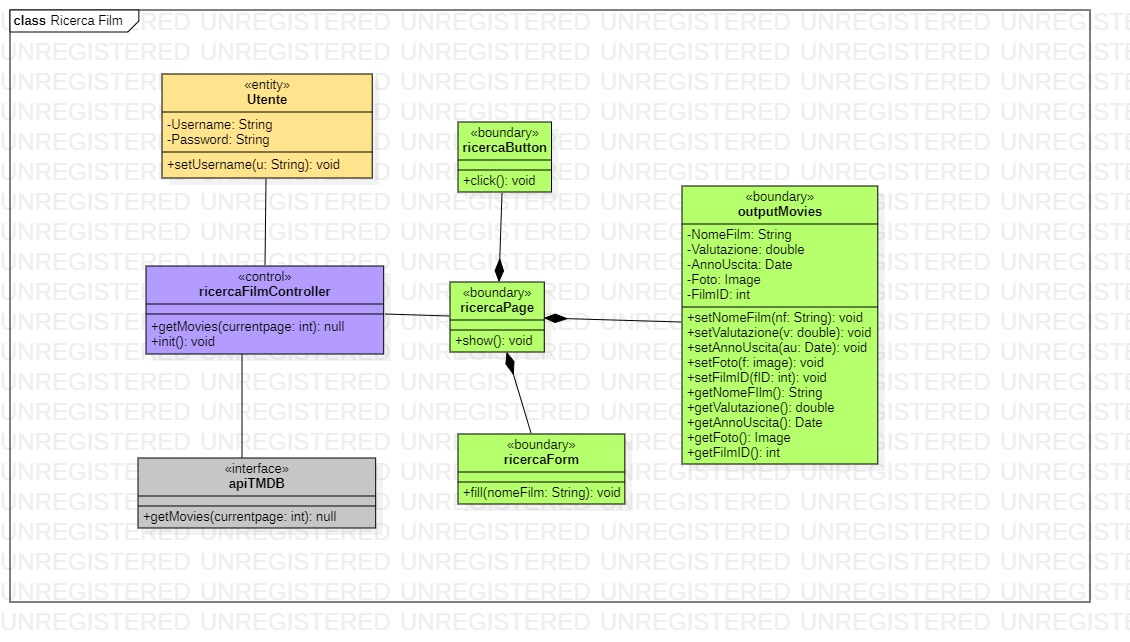 class Ricerca Film
«entity»
Utente
-Username: String
-Password: String
+setUsername(u: String): void
«boundary»
ricercaButton
+click(): void
«boundary»
outputMovies
-NomeFilm: String
-Valutazione: double
-AnnoUscita: Date
-Foto: Image
-FilmID: int
+setNomeFilm(nf: String): void
+setValutazione(v: double): void
+setAnnoUscita(au: Date): void
+setFoto(f: image): void
+setFilmID(fID: int): void
+getNomeFIlm(): String
+getValutazione(): double
+getAnnoUscita(): Date
+getFoto(): Image
+getFilmID(): int
«control»
ricercaFilmController
+getMovies(currentpage: int): null
+init(): void
«boundary»
ricercaPage
+show(): void
«boundary»
ricercaForm
+fill(nomeFilm: String): void
«interface»
apiTMDB
+getMovies(currentpage: int): null
UNREGISTERED